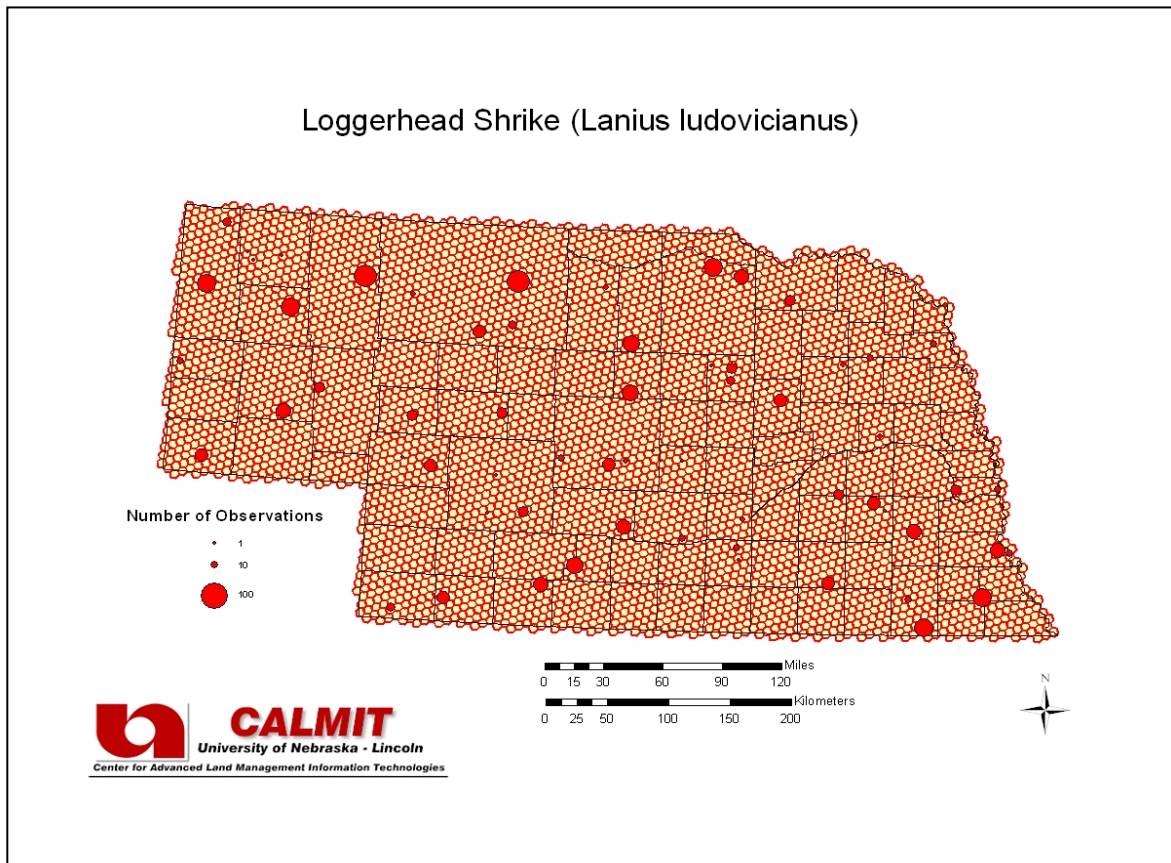 Loggerhead Shrike (Lanius ludovicianus)
Number of Observations
1
10
100
Miles
0 15 30 60 90 120
Kilometers
0 25 50 100 150 200
N
CALMIT
University of Nebraska - Lincoln
Center for Advanced Land Management Information Technologies